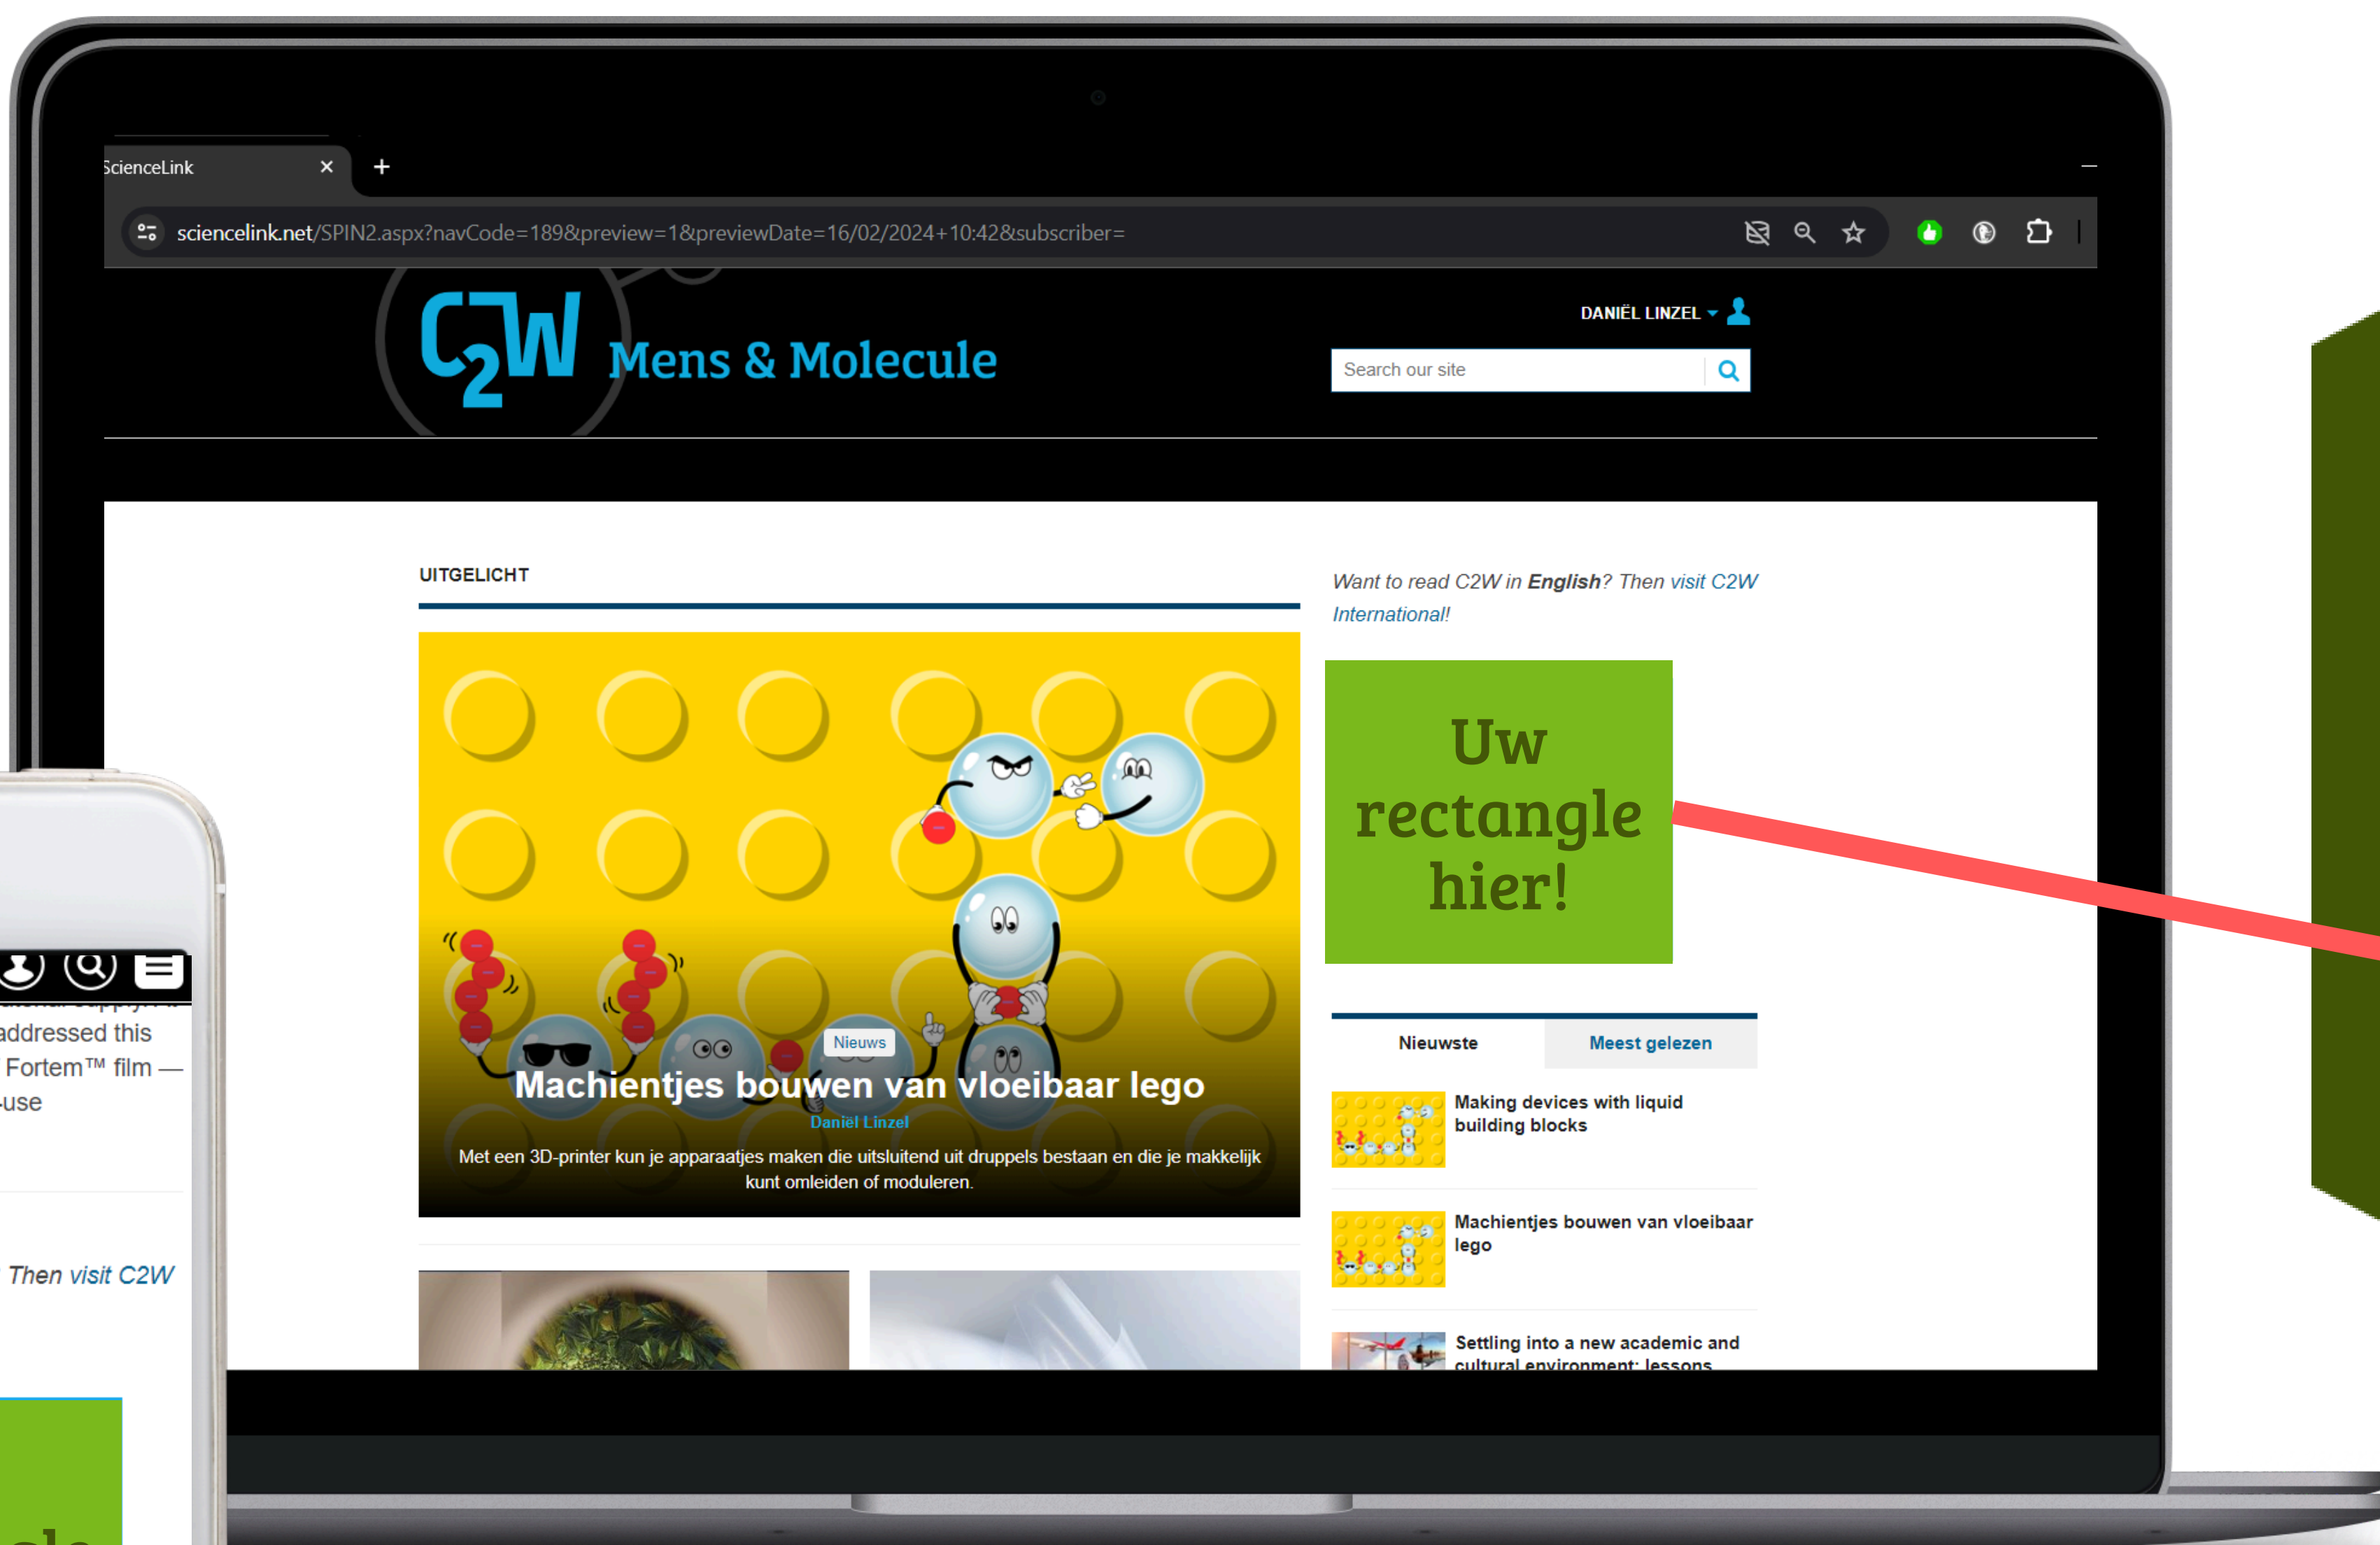 ScienceLink
sciencelink.net/SPIN2.aspx?navCode=189&preview=1&previewDate=16/02/2024+10:42&subscriber=
C2W Mens & Molecule
DANIËL LINZEL
Search our site
UITGELICHT
Want to read C2W in English? Then visit C2W
International!
Uw
rectangle
hier!
Nieuws
Machientjes bouwen van vloeibaar lego
Daniël Linzel
Met een 3D-printer kun je apparaatjes maken die uitsluitend uit druppels bestaan en die je makkelijk
kunt omleiden of moduleren.
Nieuwste
Meest gelezen
Making devices with liquid
building blocks
Machientjes bouwen van vloeibaar
lego
Settling into a new academic and
cultural environment: lessons
addressed this
Fortem™ film —
-use
Then visit C2W